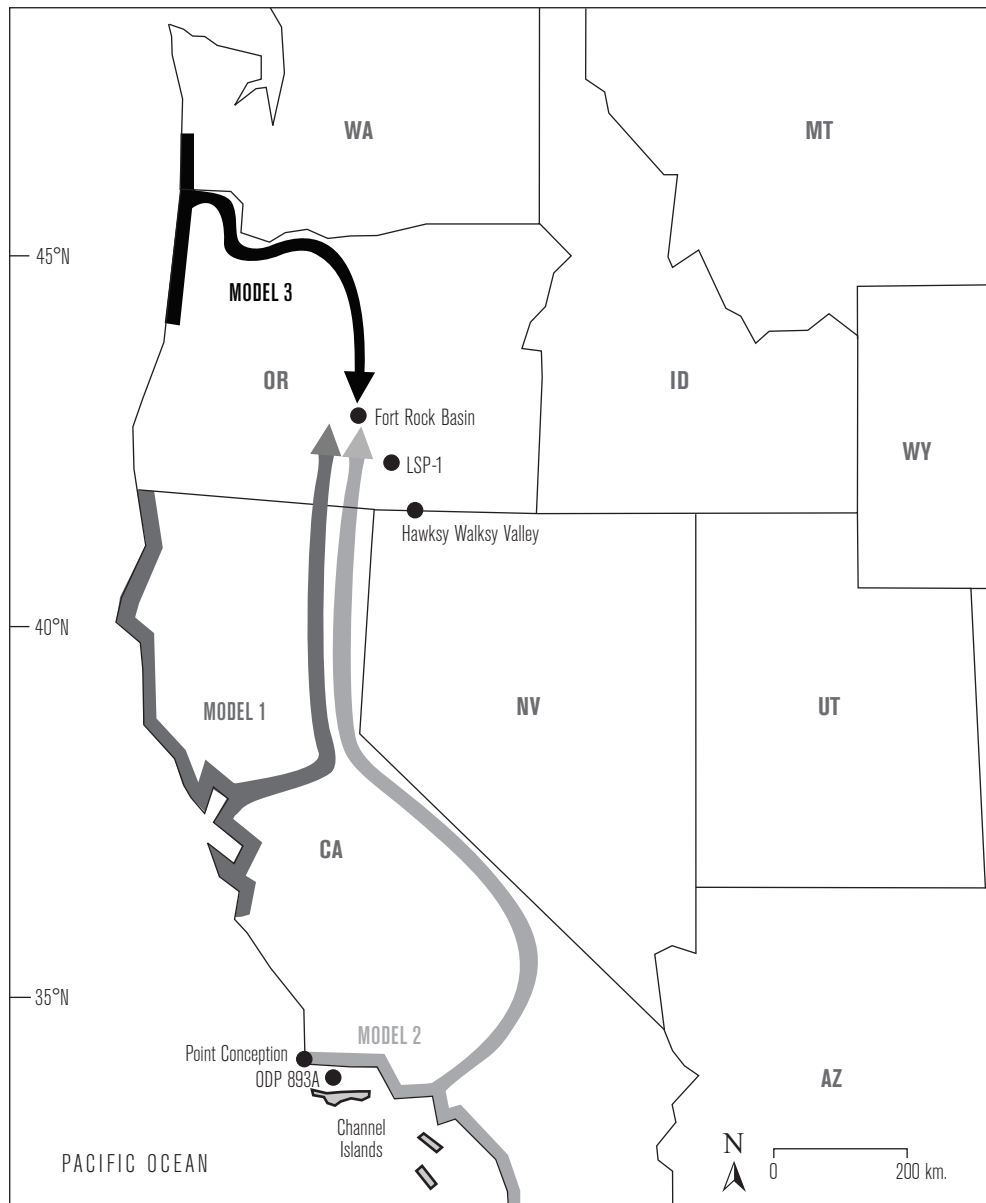 WA
MT
45°N
MODEL 3
OR
ID
Fort Rock Basin
WY
LSP-1
Hawksy Walksy Valley
40°N
MODEL 1
NV
UT
CA
35°N
MODEL 2
Point Conception
ODP 893A
AZ
Channel
Islands
N
PACIFIC OCEAN
0
200 km.